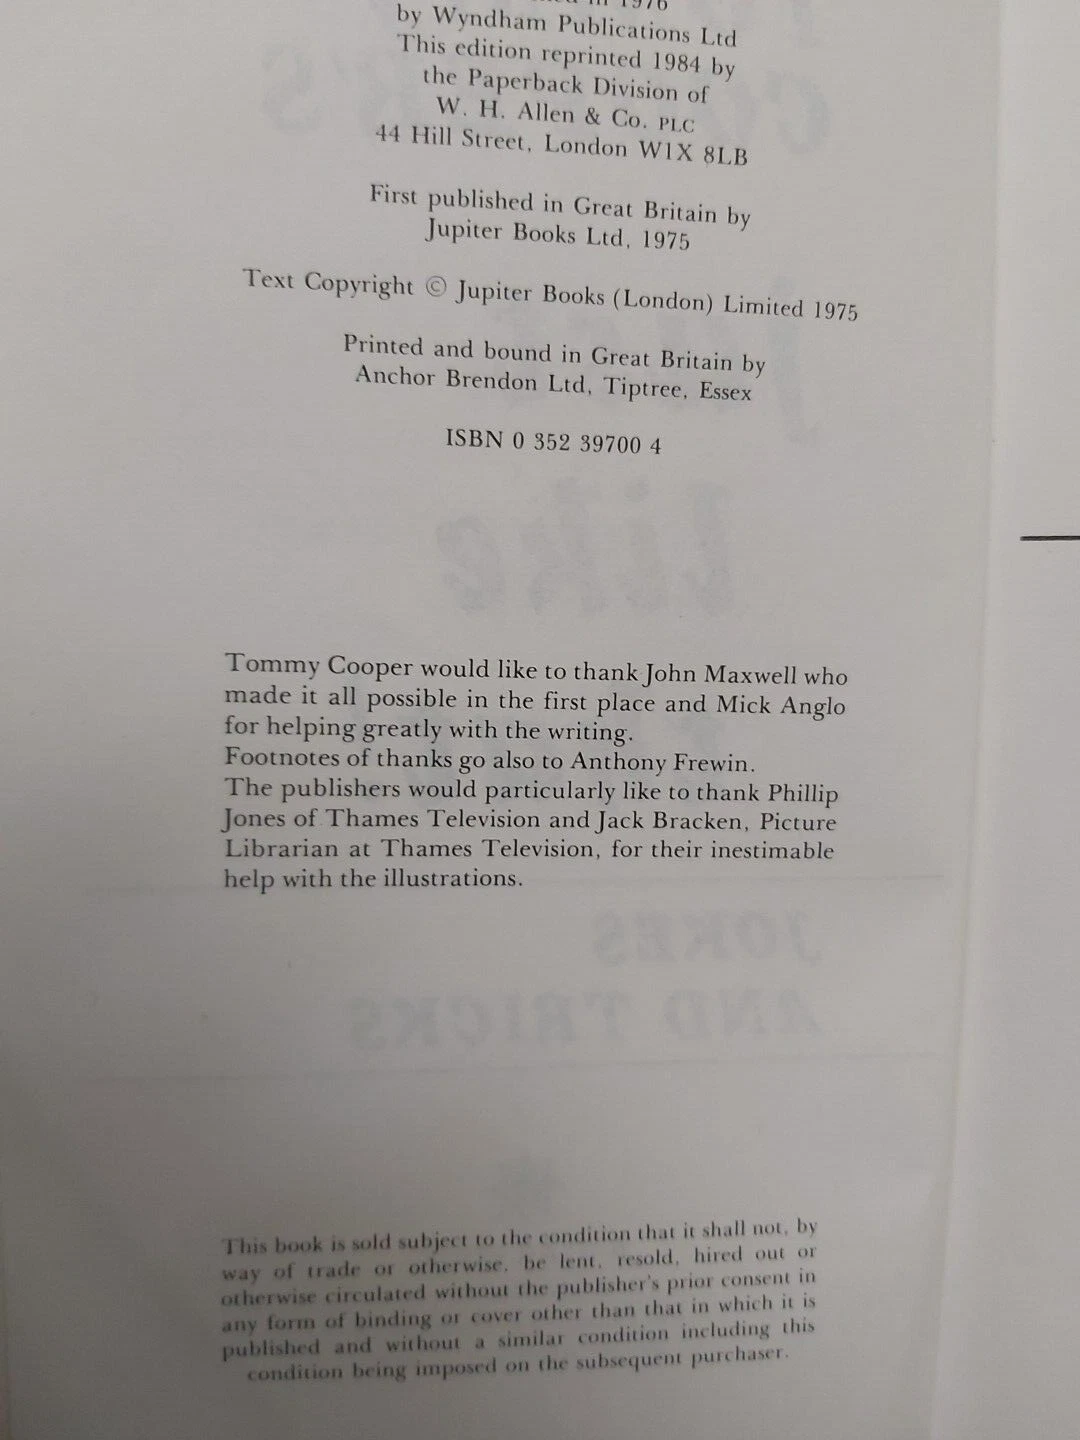 in 1976
by Wyndham Publications Ltd
This edition reprinted 1984 by
the Paperback Division of
W. H. Allen & Co. PLC
44 Hill Street, London W1X 8LB
First published in Great Britain by
Jupiter Books Ltd, 1975
Text Copyright © Jupiter Books (London) Limited 1975
Printed and bound in Great Britain by
Anchor Brendon Ltd, Tiptree, Essex
ISBN 0 352 39700 4
like
Tommy Cooper would like to thank John Maxwell who
made it all possible in the first place and Mick Anglo
for helping greatly with the writing.
Footnotes of thanks go also to Anthony Frewin.
The publishers would particularly like to thank Phillip
Jones of Thames Television and Jack Bracken, Picture
Librarian at Thames Television, for their inestimable
help with the illustrations.
JOKES
AND TRICKS
This book is sold subject to the condition that it shall not, by
way of trade or otherwise, be lent, resold, hired out or
otherwise circulated without the publisher's prior consent in
any form of binding or cover other than that in which it is
published and without a similar condition including this
condition being imposed on the subsequent purchaser.